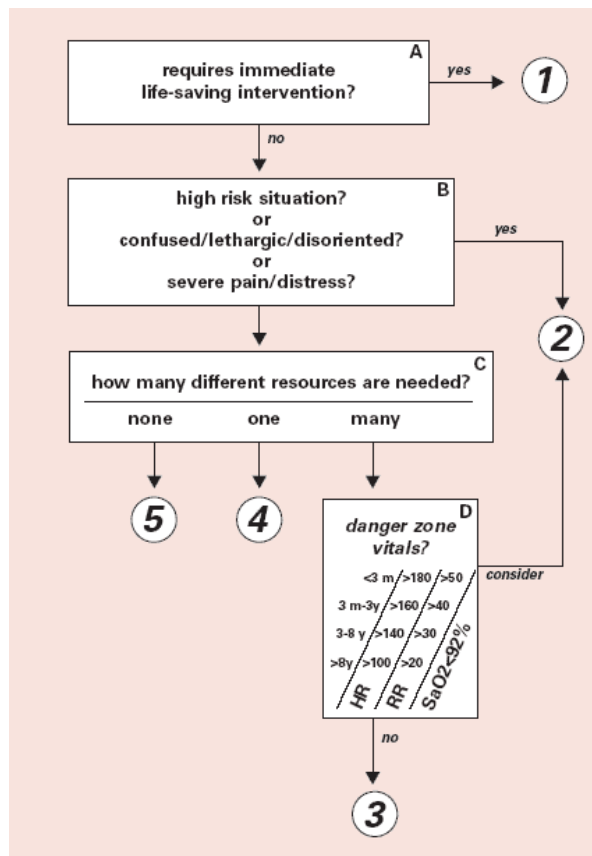 A
requires immediate
life-saving intervention?
yes
1
no
B
high risk situation?
or
confused/lethargic/disoriented?
or
severe pain/distress?
yes
2
C
how many different resources are needed?
none one many
5 4
D
danger zone
vitals?
<3 m >180 >50
3 m-3y >160 >40
3-8 y >140 >30
>8y >100 >20
HR RR SaO2<92%
consider
no
3